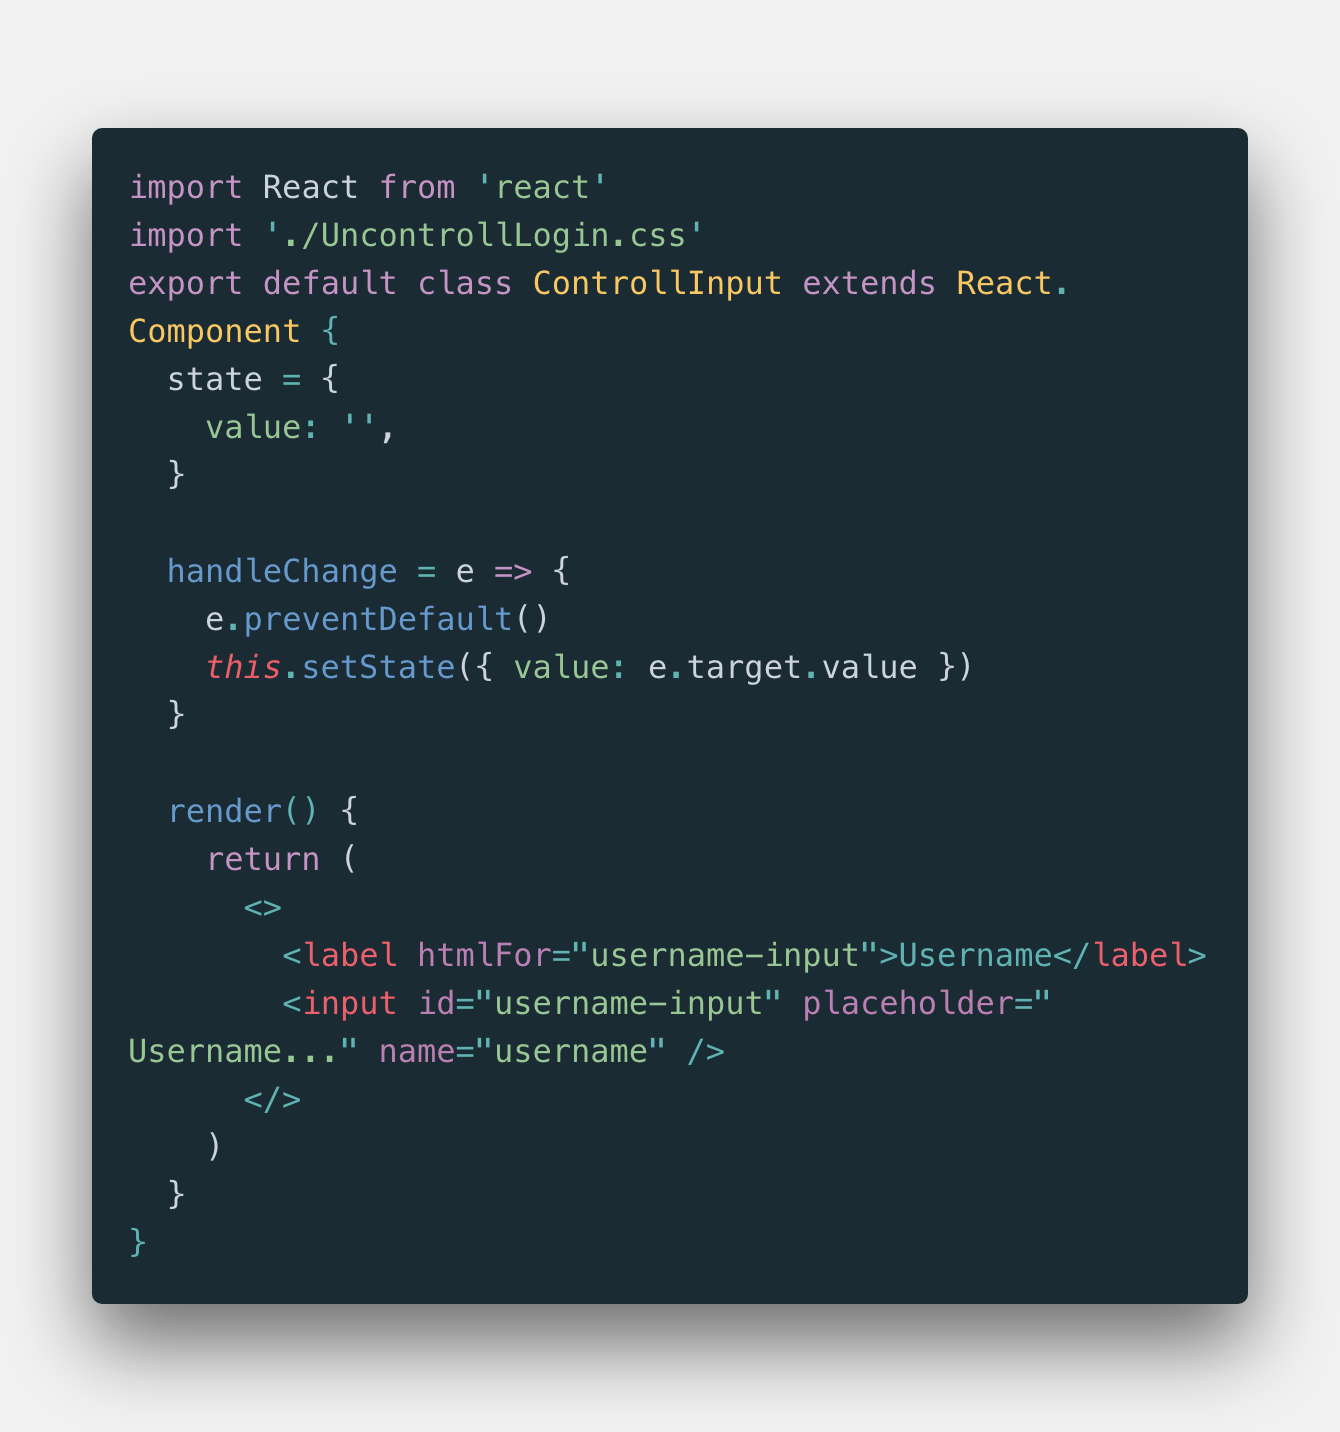 import React from 'react'
import './UncontrollLogin.css'
export default class ControllInput extends React.
Component {
  state = {
    value: '',
  }

  handleChange = e => {
    e.preventDefault()
    this.setState({ value: e.target.value })
  }

  render() {
    return (
      <>
        <label htmlFor="username-input">Username</label>
        <input id="username-input" placeholder="
Username..." name="username" />
      </>
    )
  }
}